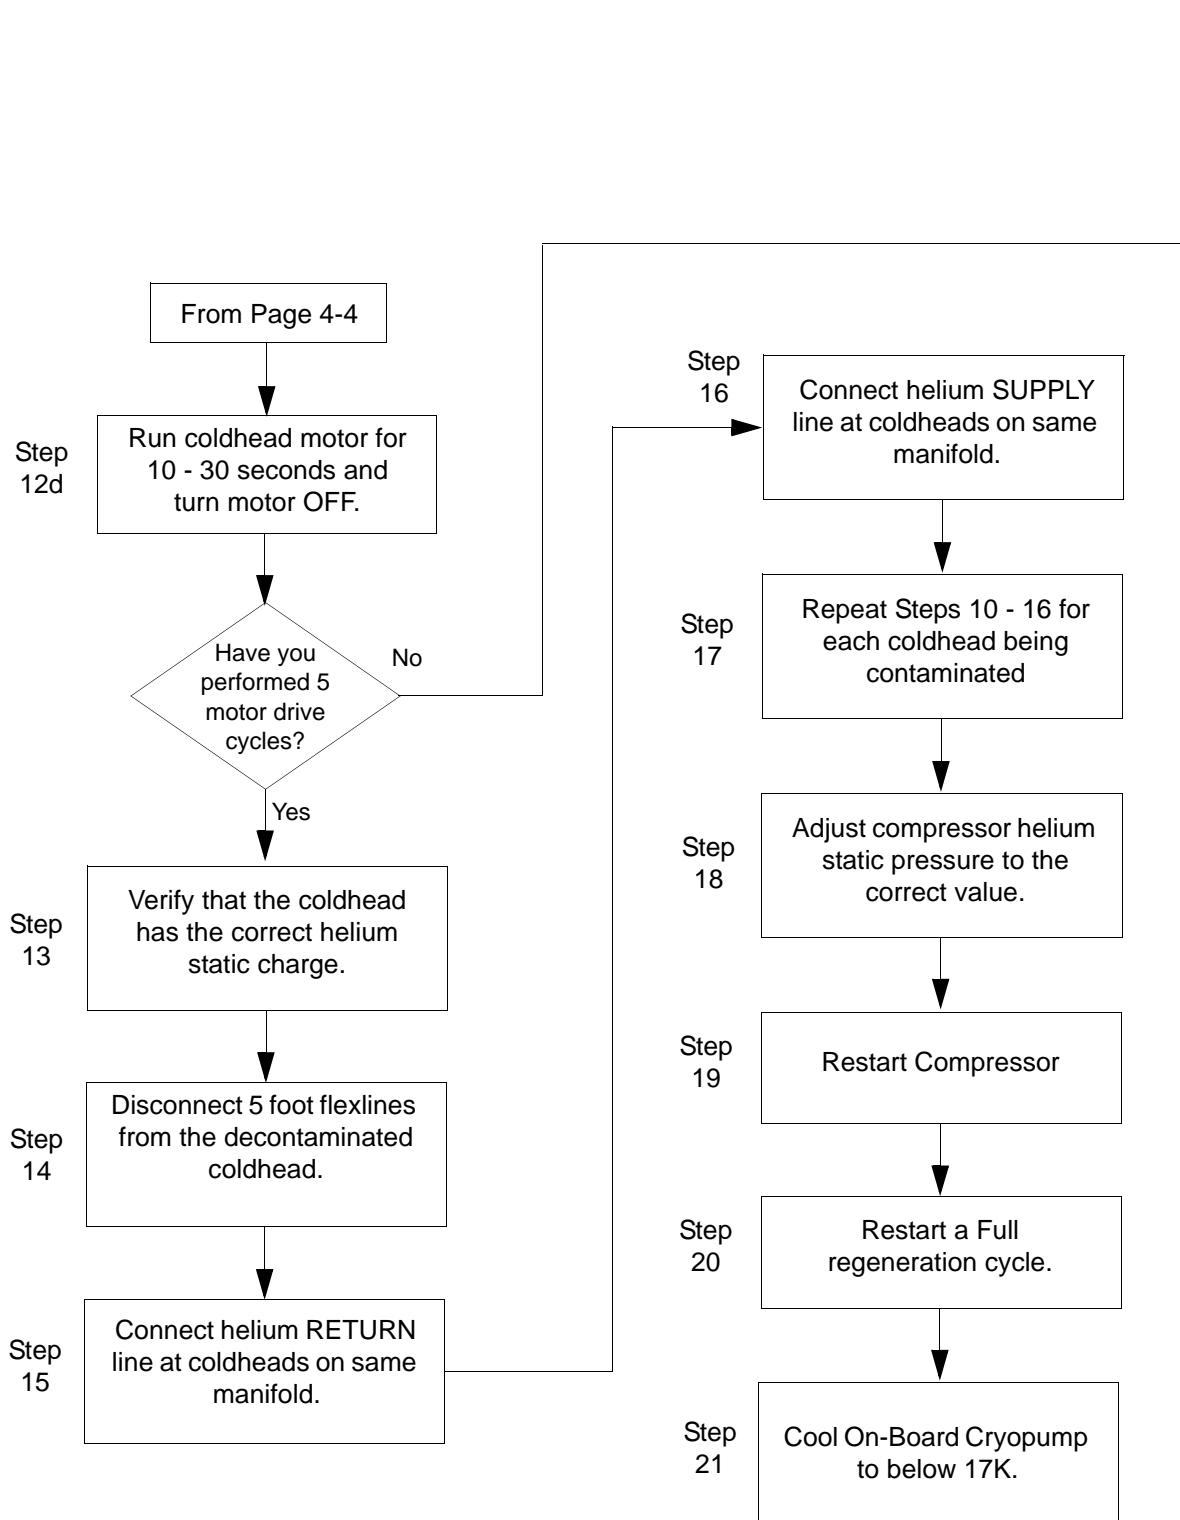 From Page 4-4
Step
12d
Run coldhead motor for
10 - 30 seconds and
turn motor OFF.
Have you
performed 5
motor drive
cycles?
No
Yes
Step
13
Verify that the coldhead
has the correct helium
static charge.
Step
14
Disconnect 5 foot flexlines
from the decontaminated
coldhead.
Step
15
Connect helium RETURN
line at coldheads on same
manifold.
Step
16
Connect helium SUPPLY
line at coldheads on same
manifold.
Step
17
Repeat Steps 10 - 16 for
each coldhead being
contaminated
Step
18
Adjust compressor helium
static pressure to the
correct value.
Step
19
Restart Compressor
Step
20
Restart a Full
regeneration cycle.
Step
21
Cool On-Board Cryopump
to below 17K.